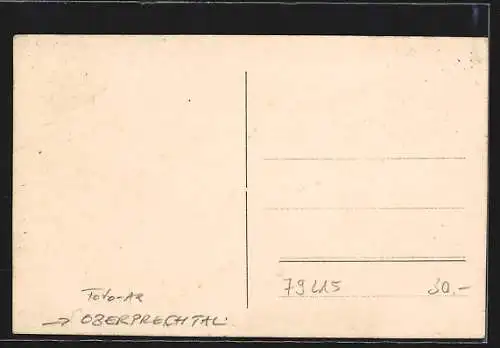 Foto-AK
→ OBERPRECHTAL
79215
30.-